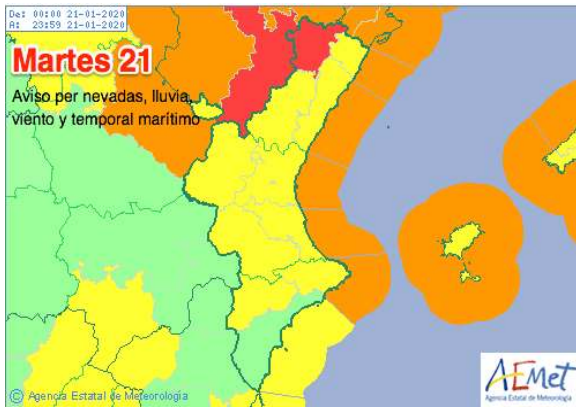 De: 00:00 21-01-2020
A: 23:59 21-01-2020
Martes 21
Aviso per nevadas, lluvia,
viento y temporal marítimo
© Agencia Estatal de Meteorología
AEMet
Agencia Estatal de Meteorología